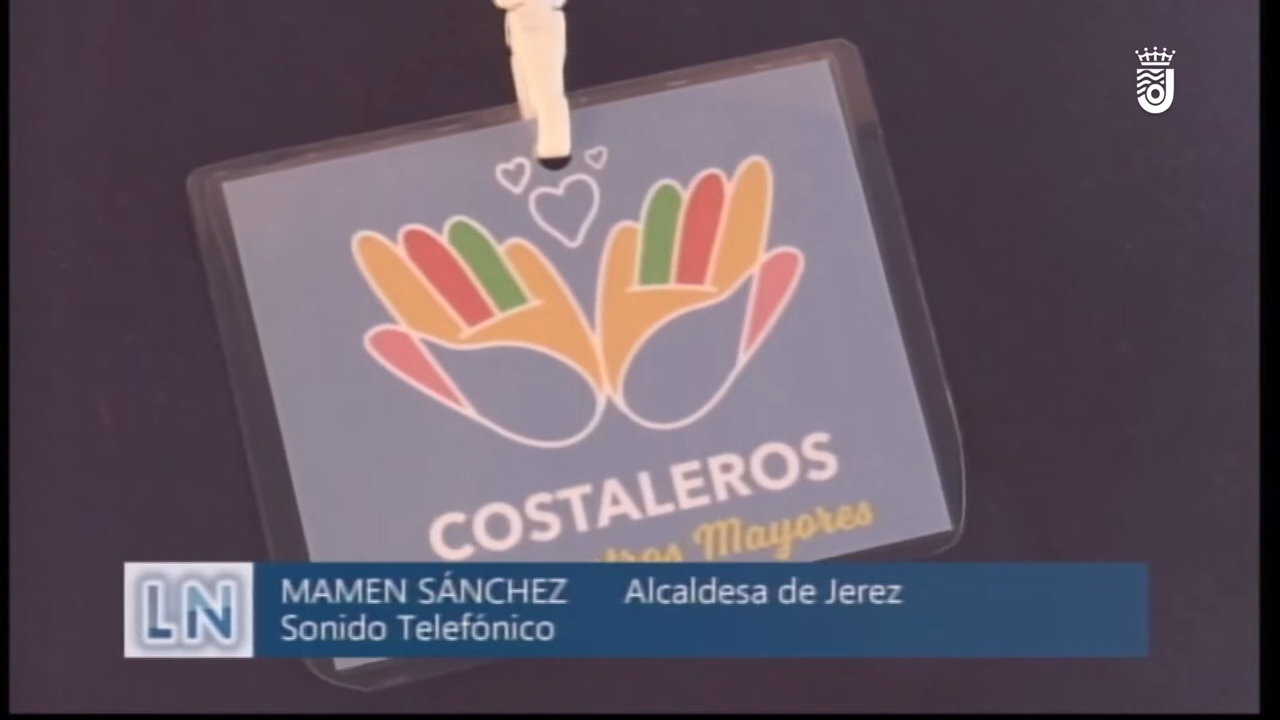 COSTALEROS
Mayores
LN
MAMEN SÁNCHEZ Alcaldesa de Jerez
Sonido Telefónico